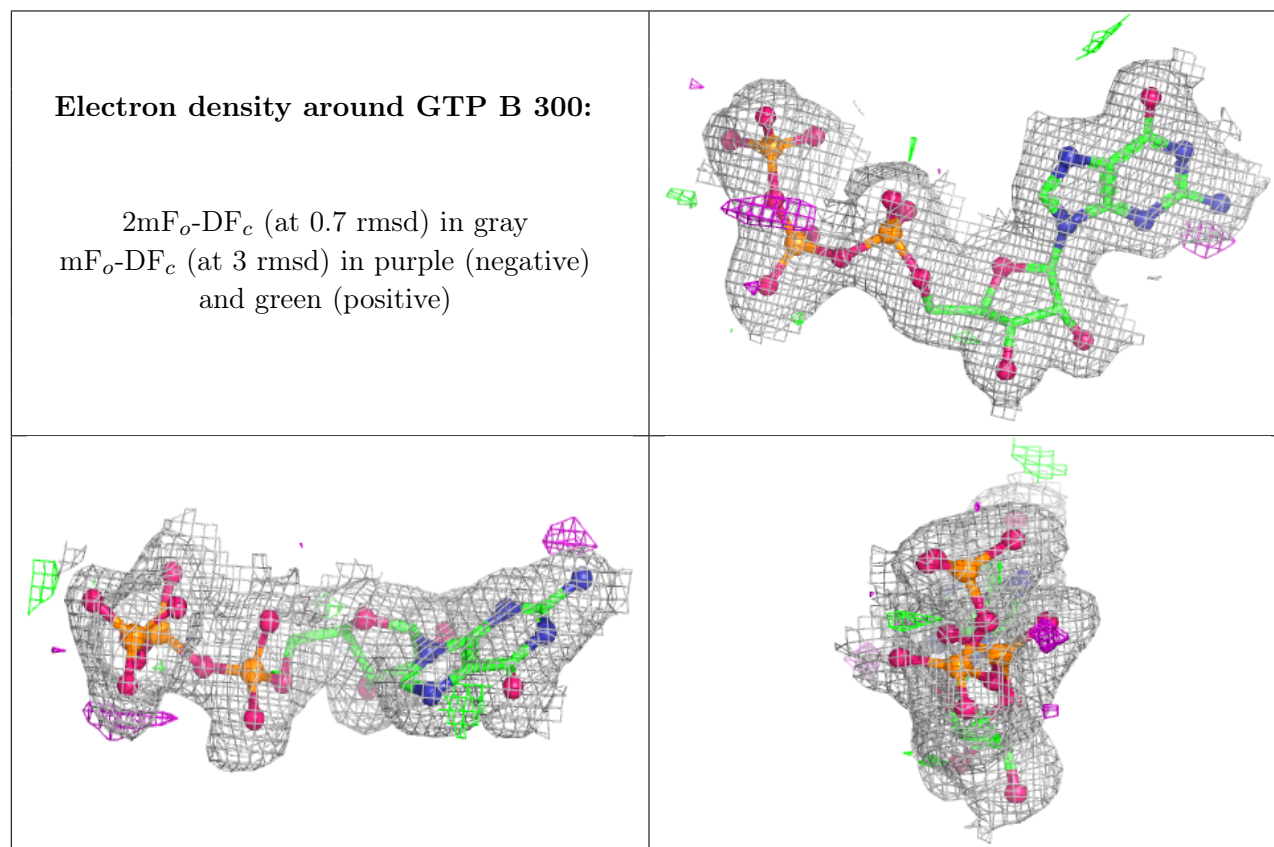 Electron density around GTP B 300:
2mFₒ-DF𝒸 (at 0.7 rmsd) in gray
mFₒ-DF𝒸 (at 3 rmsd) in purple (negative)
and green (positive)